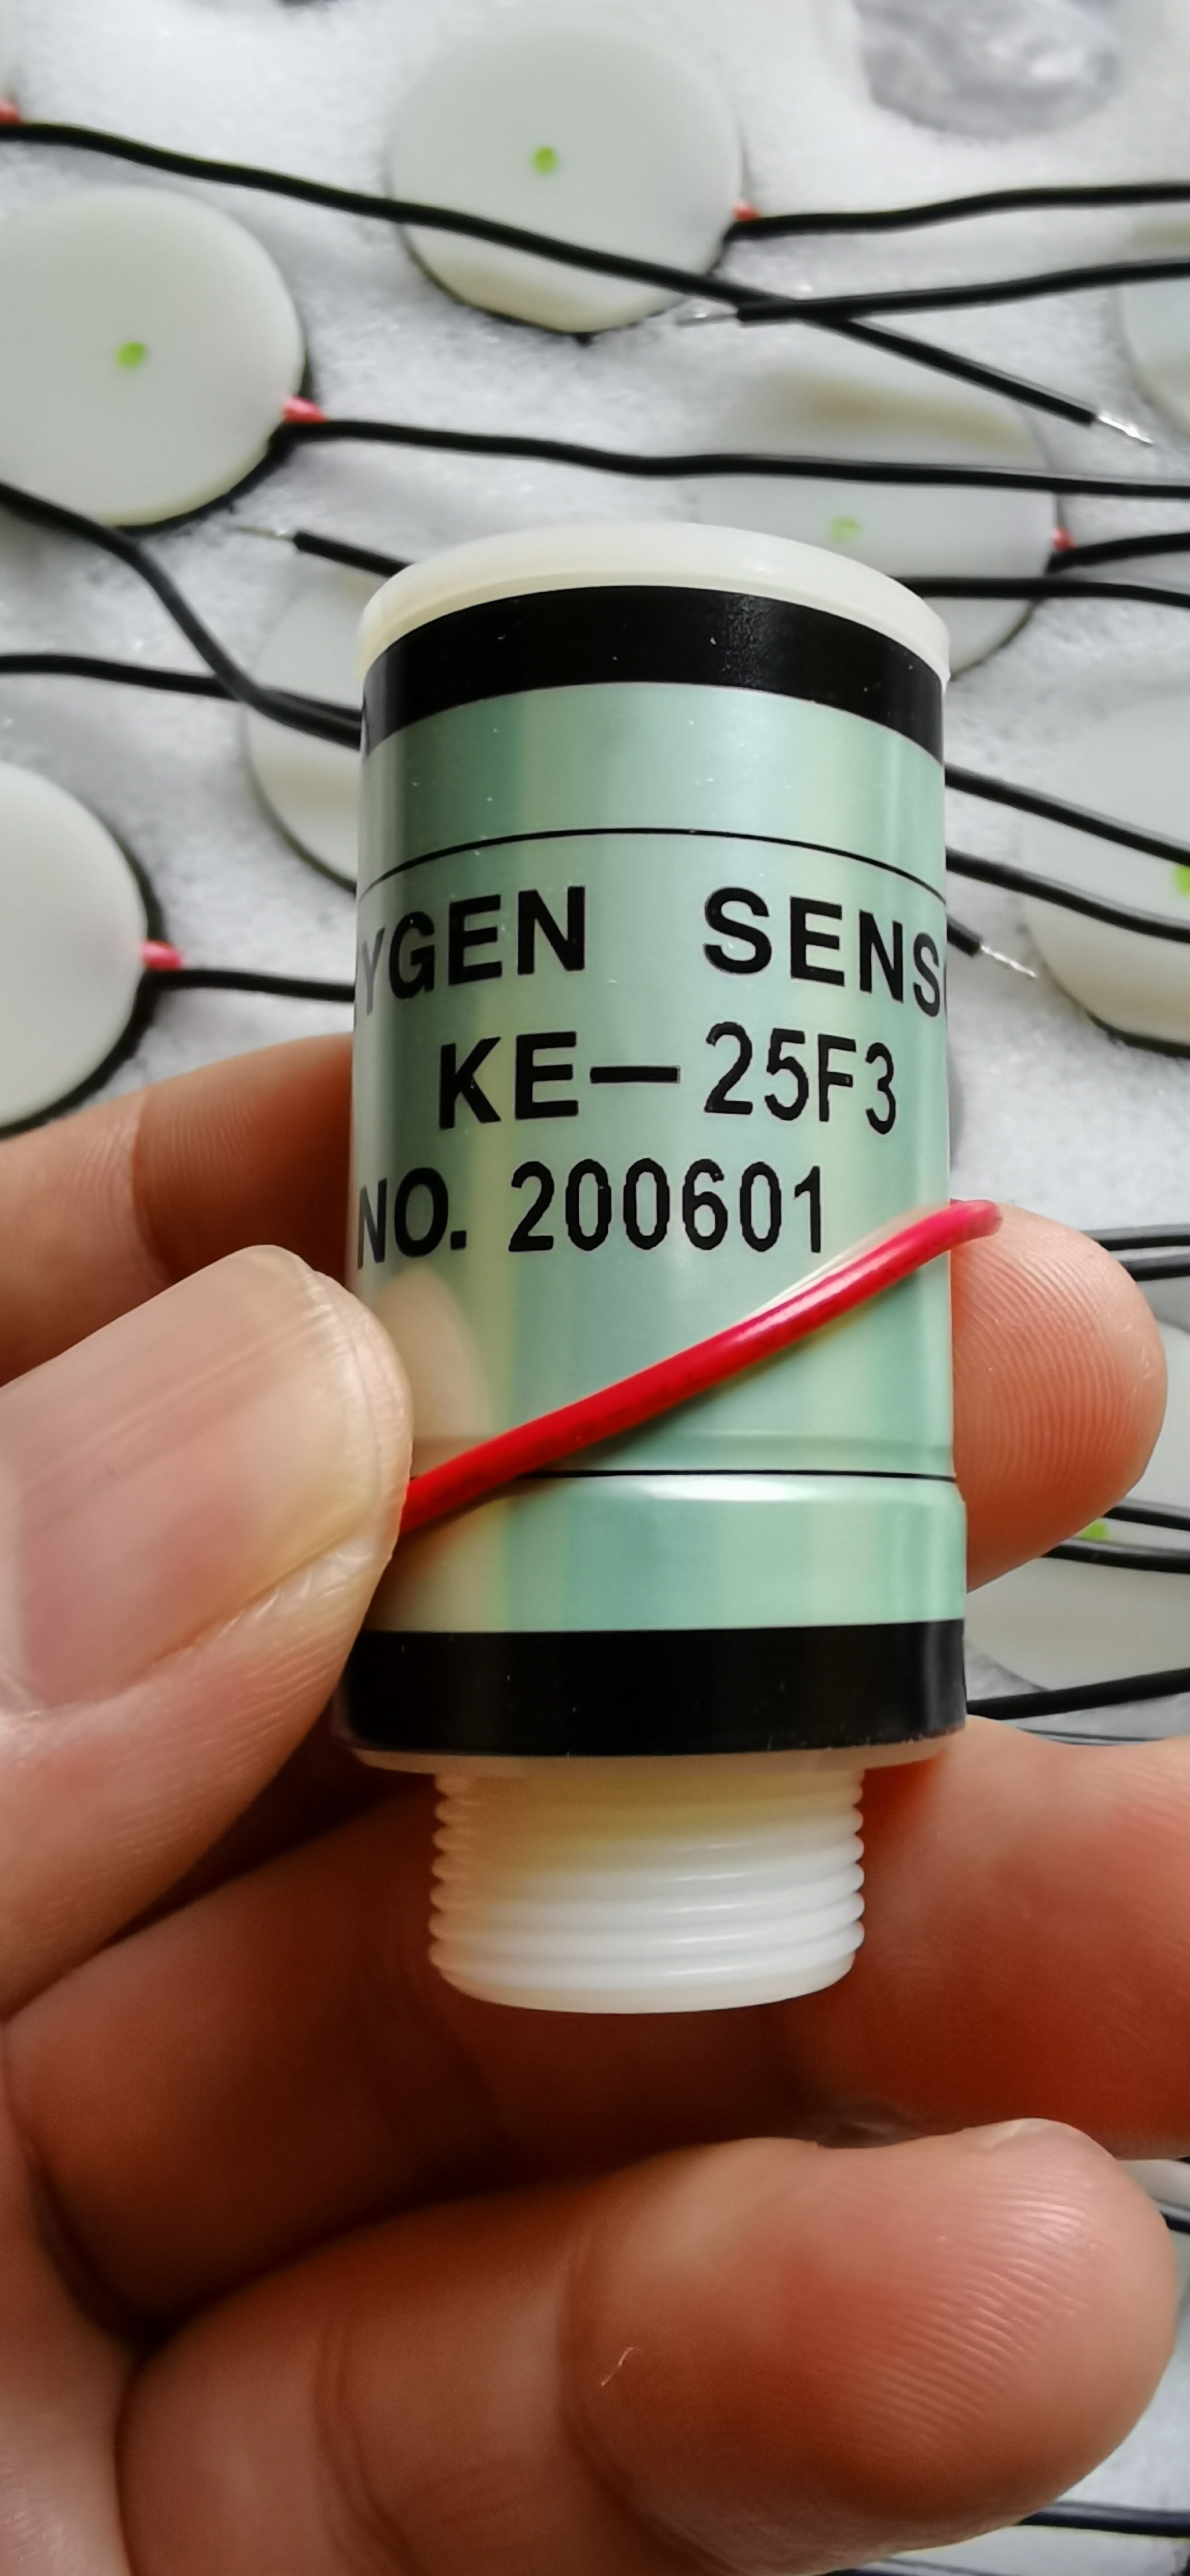 YGEN SENS
KE-25F3
NO. 200601